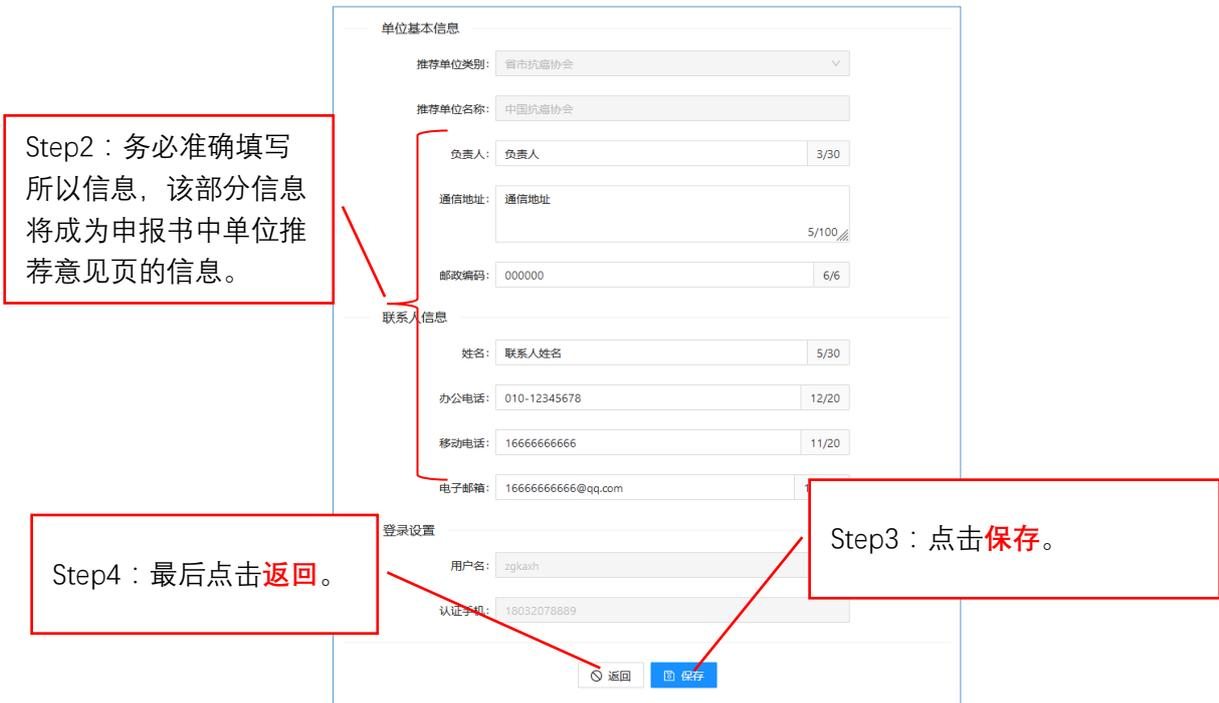 单位基本信息
推荐单位类别: 省市抗癌协会
推荐单位名称: 中国抗癌协会
负责人: 负责人 3/30
通信地址: 通信地址
5/100
邮政编码: 000000 6/6
联系人信息
姓名: 联系人姓名 5/30
办公电话: 010-12345678 12/20
移动电话: 16666666666 11/20
电子邮箱: 16666666666@qq.com
登录设置
用户名: zgkaxh
认证手机: 18032078889
返回 保存
Step2：务必准确填写
所以信息，该部分信息
将成为申报书中单位推
荐意见页的信息。
Step3：点击保存。
Step4：最后点击返回。